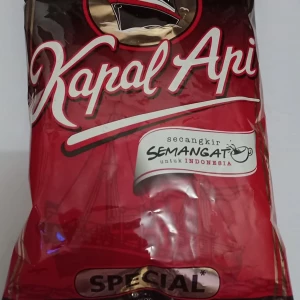 Kapal Api
secangkir
SEMANGAT
untuk INDONESIA
SPECIAL